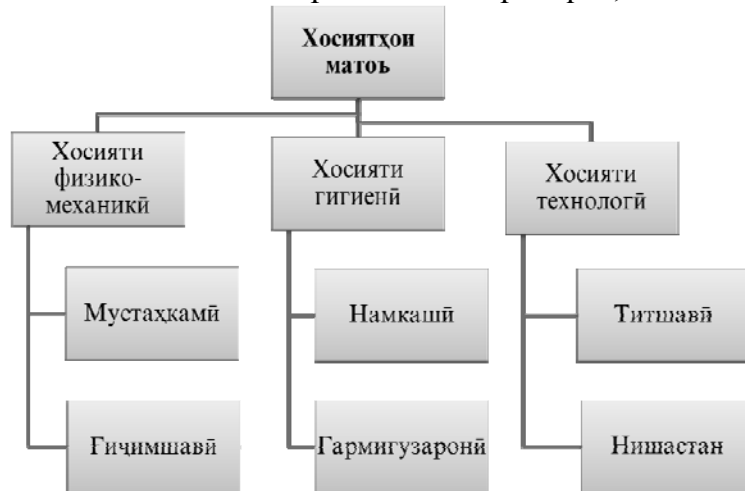 Хосиятҳои
матоъ
Хосияти
физико-
механикӣ
Хосияти
гигиенӣ
Хосияти
технологӣ
Мустаҳкамӣ
Намкашӣ
Титшавӣ
Ғиҷимшавӣ
Гармигузаронӣ
Нишастан